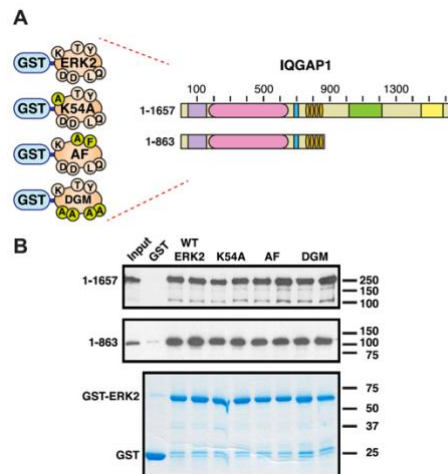 A
GST
K T Y
ERK2
D D L Q
IQGAP1
100 500 900 1300
GST
A T Y
K54A
D D L Q
1-1657
GST
K A F
AF
D D L Q
1-863
GST
K T Y
DGM
A A A A
B
Input GST WT ERK2 K54A AF DGM
1-1657
250
150
100
1-863
150
100
75
GST-ERK2
75
50
37
GST
25